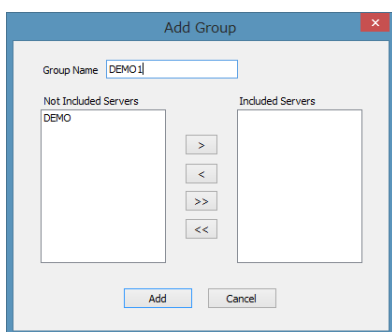 Add Group
Group Name DEMO1
Not Included Servers Included Servers
DEMO
>
<
>>
<<
Add Cancel